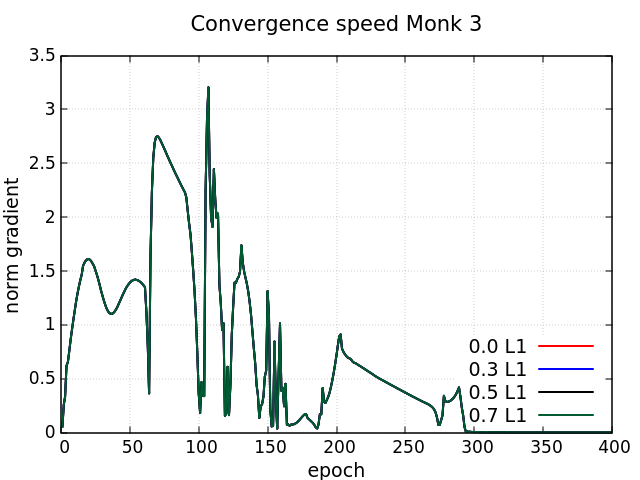 Convergence speed Monk 3
3.5
3
2.5
2
1.5
1
0.5
0
norm gradient
0.0 L1
0.3 L1
0.5 L1
0.7 L1
0 50 100 150 200 250 300 350 400
epoch